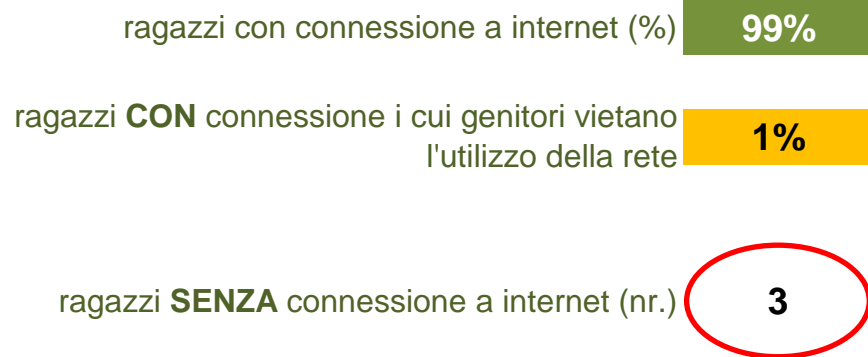 ragazzi con connessione a internet (%) 99%
ragazzi CON connessione i cui genitori vietano
l'utilizzo della rete 1%
ragazzi SENZA connessione a internet (nr.) 3